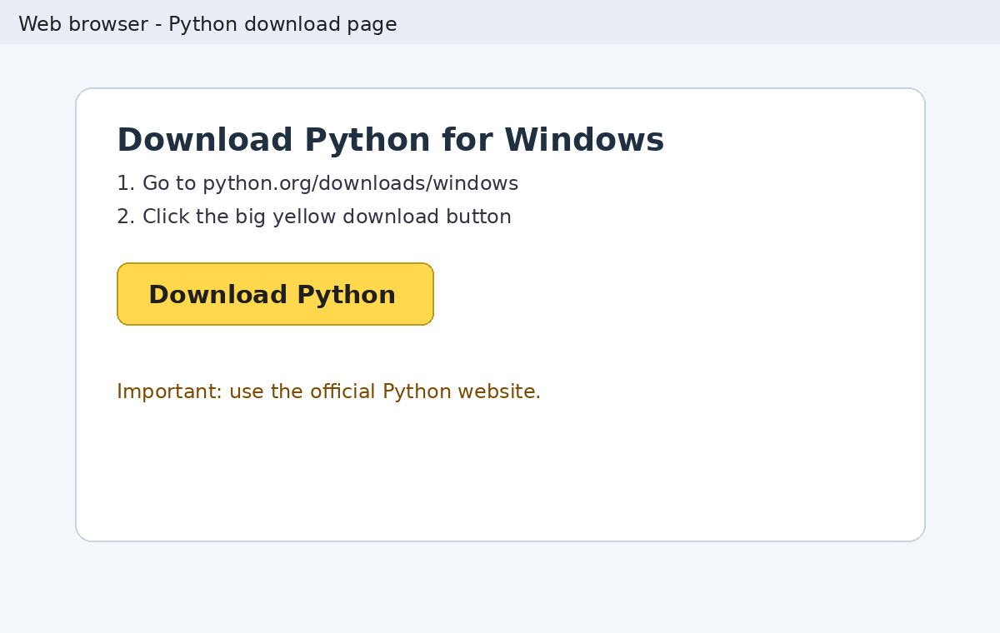 Web browser - Python download page
Download Python for Windows
1. Go to python.org/downloads/windows
2. Click the big yellow download button
Download Python
Important: use the official Python website.